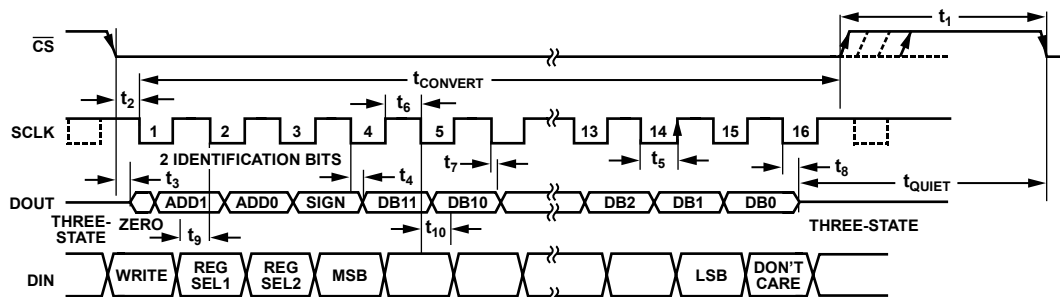 t1
CS
tCONVERT
t2
t6
SCLK
1 2 3 4 5 13 14 15 16
2 IDENTIFICATION BITS
t7
t5
t8
t3
t4
tQUIET
DOUT
ADD1 ADD0 SIGN DB11 DB10 DB2 DB1 DB0
THREE-STATE
ZERO
t9
t10
THREE-STATE
DIN
WRITE
REG SEL1
REG SEL2
MSB
LSB
DON'T CARE